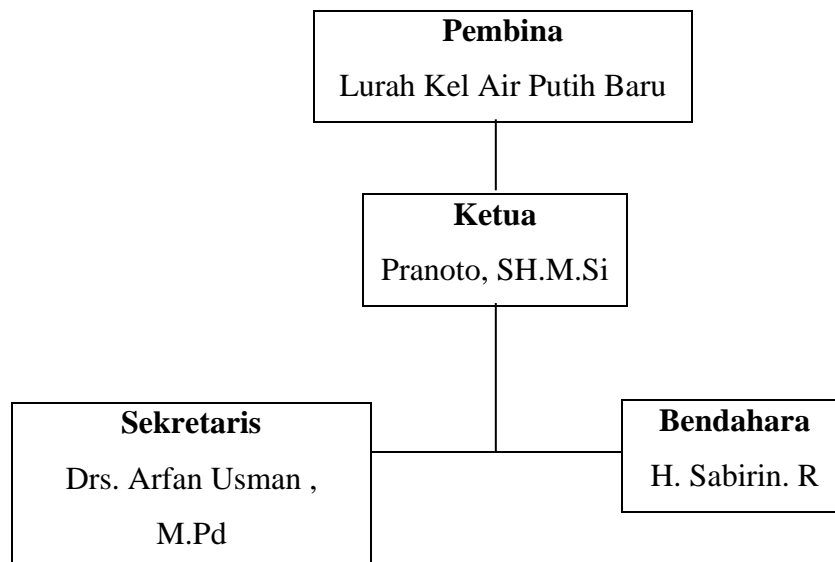 Pembina
Lurah Kel Air Putih Baru
Ketua
Pranoto, SH.M.Si
Sekretaris
Drs. Arfan Usman ,
M.Pd
Bendahara
H. Sabirin. R